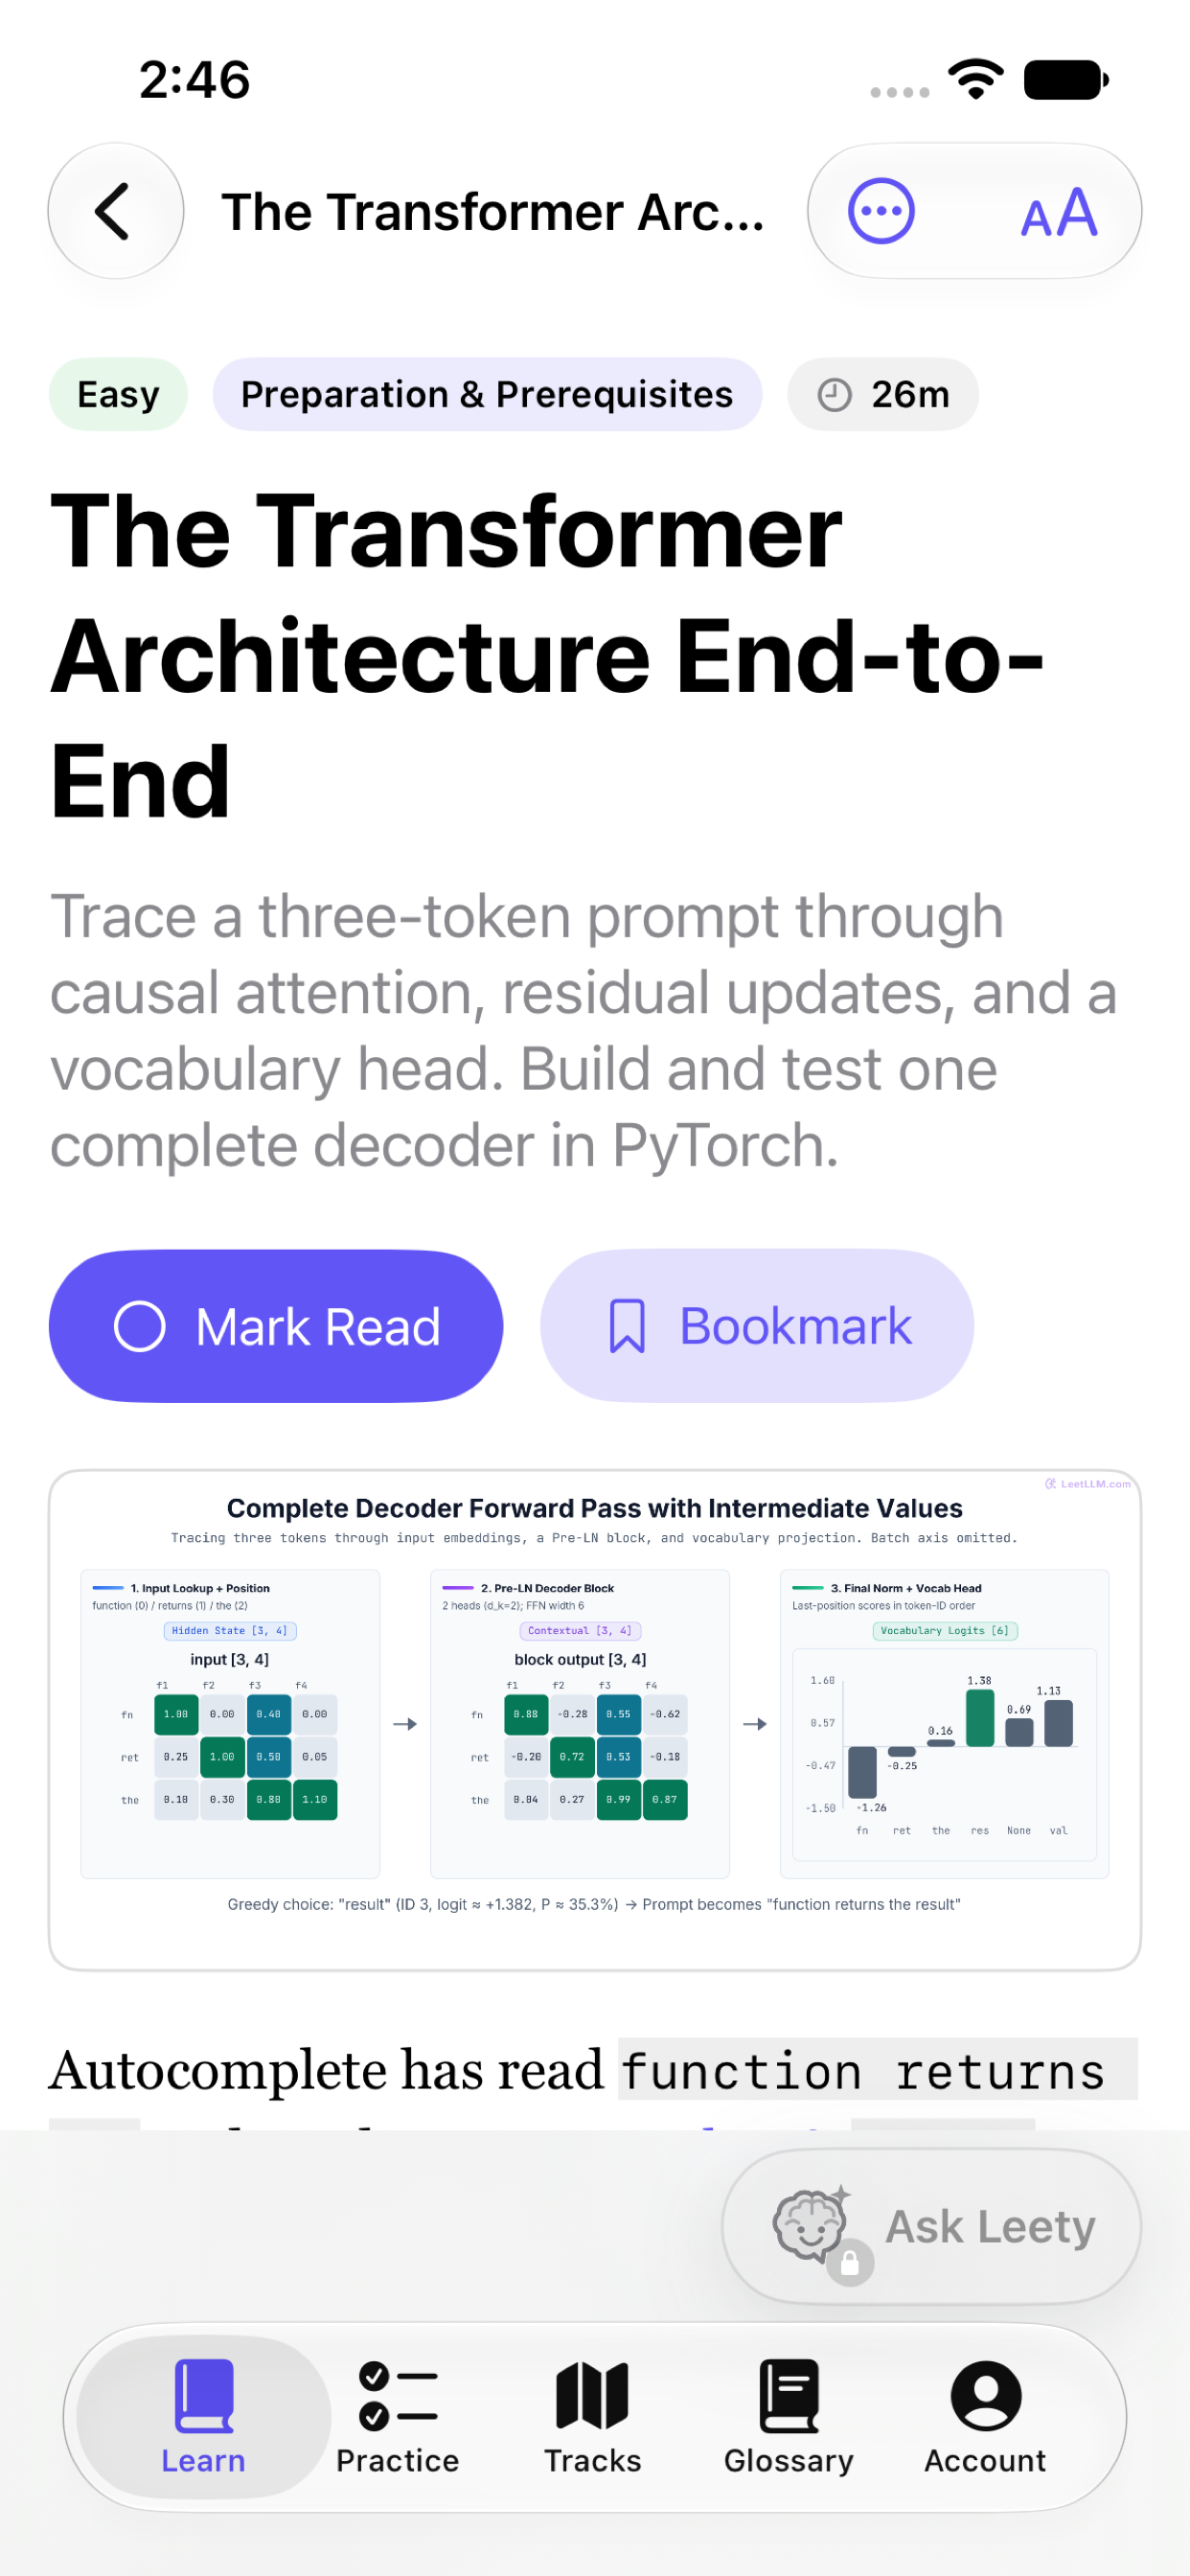 2:46
The Transformer Arc...
AA
Easy
Preparation & Prerequisites
26m
The Transformer
Architecture End-to-
End
Trace a three-token prompt through
causal attention, residual updates, and a
vocabulary head. Build and test one
complete decoder in PyTorch.
Mark Read
Bookmark
LeetLLM.com
Complete Decoder Forward Pass with Intermediate Values
Tracing three tokens through input embeddings, a Pre-LN block, and vocabulary projection. Batch axis omitted.
1. Input Lookup + Position
function (0) / returns (1) / the (2)
Hidden State [3, 4]
input [3, 4]
f1 f2 f3 f4
fn 1.00 0.00 0.40 0.00
ret 0.25 1.00 0.50 0.05
the 0.10 0.30 0.80 1.10
2. Pre-LN Decoder Block
2 heads (d_k=2); FFN width 6
Contextual [3, 4]
block output [3, 4]
f1 f2 f3 f4
fn 0.88 -0.28 0.55 -0.62
ret -0.20 0.72 0.53 -0.18
the 0.04 0.27 0.99 0.87
3. Final Norm + Vocab Head
Last-position scores in token-ID order
Vocabulary Logits [6]
1.60
0.57
-0.47
-1.50
-1.26
-0.25
0.16
1.38
0.69
1.13
fn ret the res None val
Greedy choice: "result" (ID 3, logit ≈ +1.382, P ≈ 35.3%) → Prompt becomes "function returns the result"
Autocomplete has read function returns
Ask Leety
Learn
Practice
Tracks
Glossary
Account